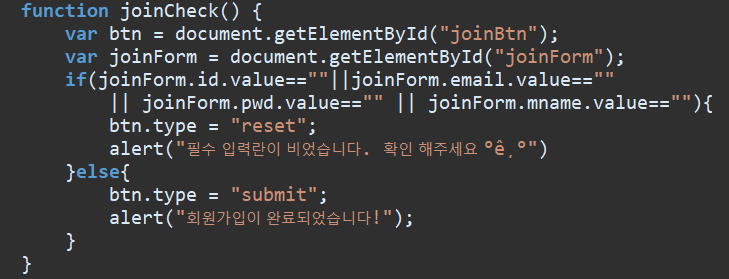 function joinCheck() {
    var btn = document.getElementById("joinBtn");
    var joinForm = document.getElementById("joinForm");
    if(joinForm.id.value==""||joinForm.email.value==""
        || joinForm.pwd.value=="" || joinForm.mname.value==""){
        btn.type = "reset";
        alert("필수 입력란이 비었습니다. 확인 해주세요 °ê¸°")
    }else{
        btn.type = "submit";
        alert("회원가입이 완료되었습니다!");
    }
}